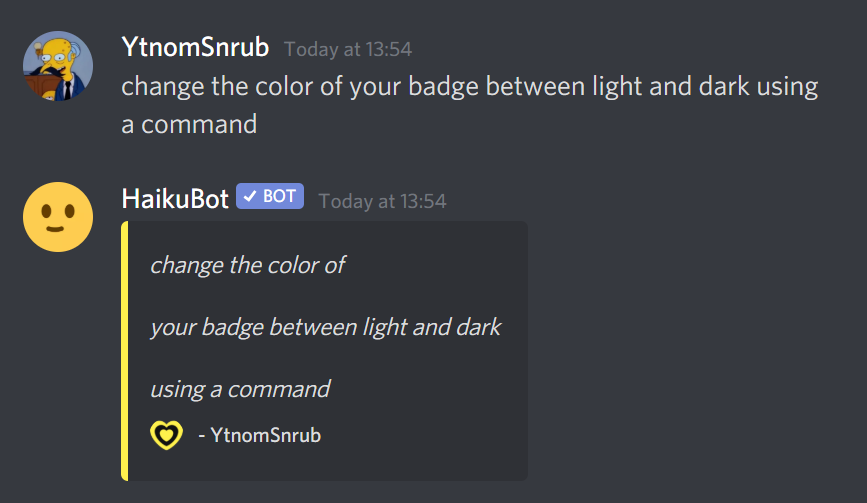 YtnomSnrub Today at 13:54
change the color of your badge between light and dark using
a command
HaikuBot ✓ BOT Today at 13:54
change the color of
your badge between light and dark
using a command
- YtnomSnrub